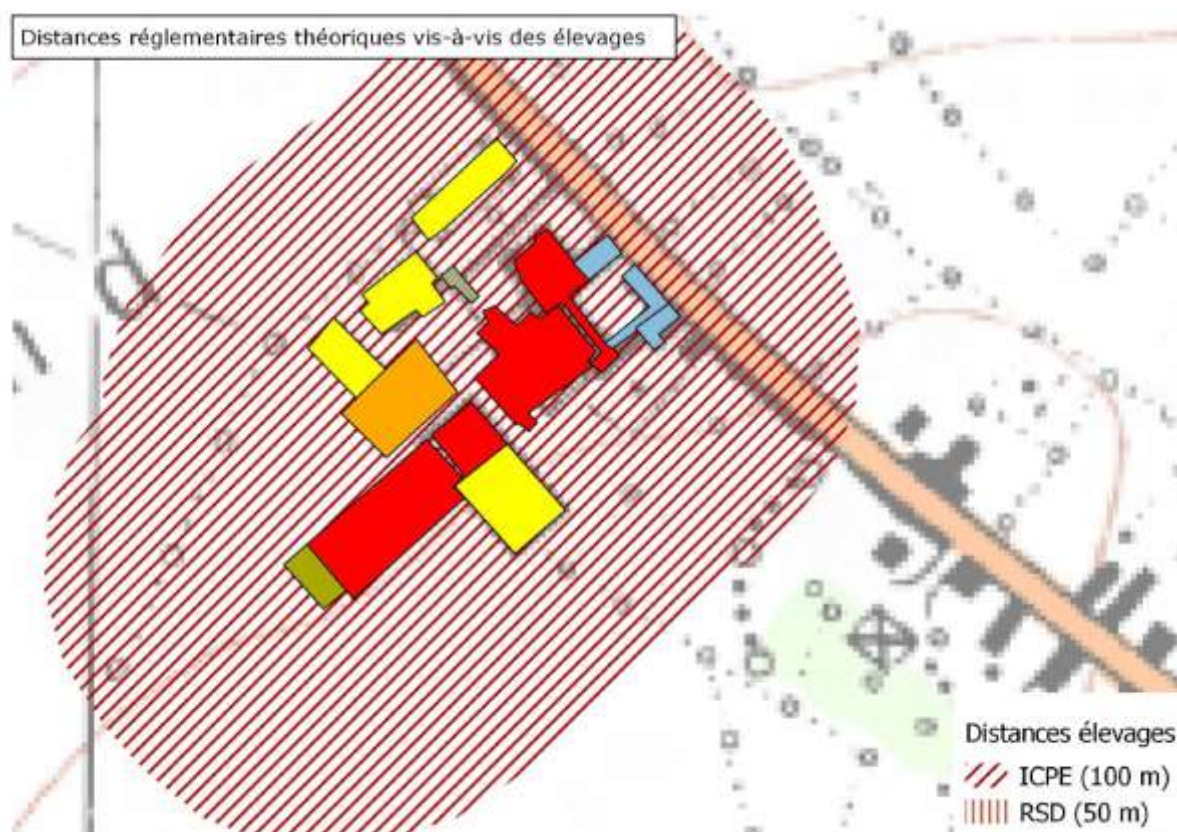 Distances réglementaires théoriques vis-à-vis des élevages
d
Distances élevages
ICPE (100 m)
RSD (50 m)